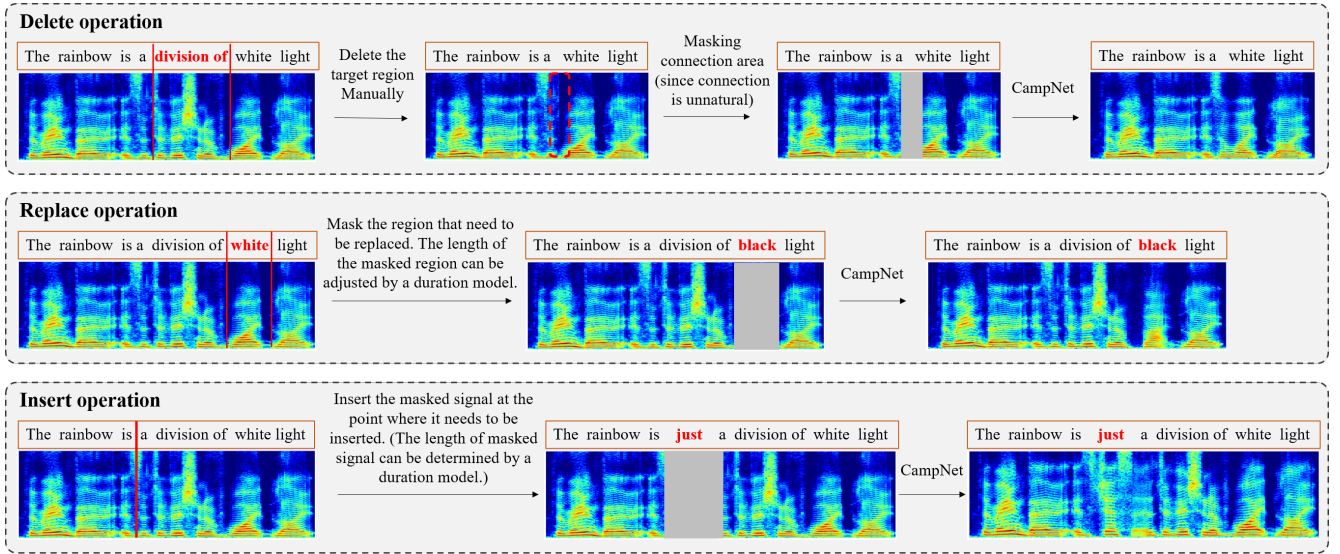 Delete operation
The rainbow is a division of white light
Delete the
target region
Manually
The rainbow is a white light
Masking
connection area
(since connection
is unnatural)
The rainbow is a white light
CampNet
The rainbow is a white light
Replace operation
The rainbow is a division of white light
Mask the region that need to
be replaced. The length of
the masked region can be
adjusted by a duration model.
The rainbow is a division of black light
CampNet
The rainbow is a division of black light
Insert operation
The rainbow is a division of white light
Insert the masked signal at the
point where it needs to be
inserted. (The length of masked
signal can be determined by a
duration model.)
The rainbow is just a division of white light
CampNet
The rainbow is just a division of white light